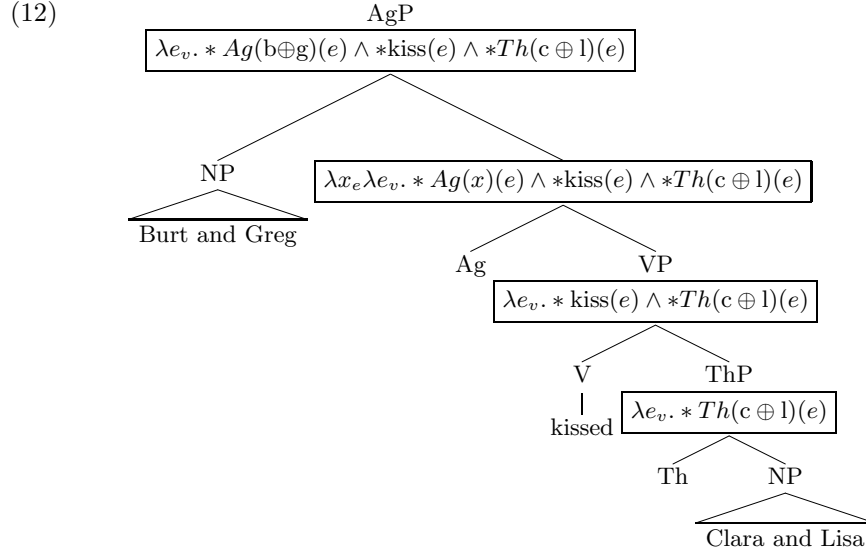 (12)
AgP
λe_v. ∗ Ag(b⊕g)(e) ∧ ∗kiss(e) ∧ ∗Th(c ⊕ l)(e)
NP
λx_eλe_v. ∗ Ag(x)(e) ∧ ∗kiss(e) ∧ ∗Th(c ⊕ l)(e)
Burt and Greg
Ag VP
λe_v. ∗ kiss(e) ∧ ∗Th(c ⊕ l)(e)
V ThP
λe_v. ∗ Th(c ⊕ l)(e)
kissed
Th NP
Clara and Lisa